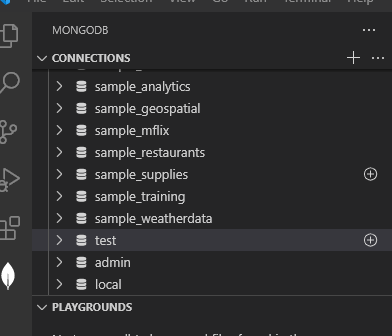 File Edit Selection View Go Run Terminal Help
MONGODB
CONNECTIONS
sample_analytics
sample_geospatial
sample_mflix
sample_restaurants
sample_supplies
sample_training
sample_weatherdata
test
admin
local
PLAYGROUNDS